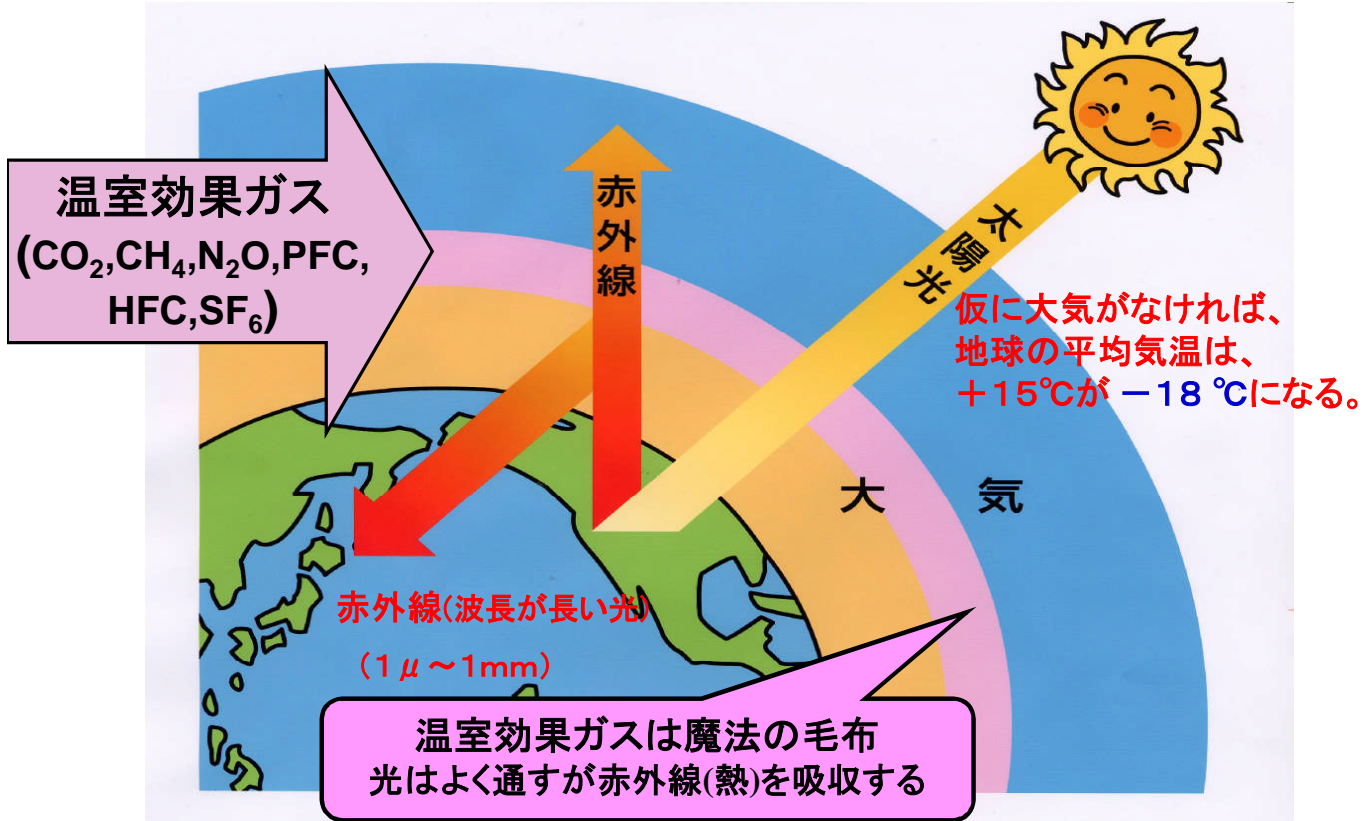 温室効果ガス
(CO₂,CH₄,N₂O,PFC,
HFC,SF₆)
赤外線
太陽光
仮に大気がなければ、
地球の平均気温は、
＋15℃が －18 ℃になる。
大 気
赤外線(波長が長い光)
（1μ～1mm）
温室効果ガスは魔法の毛布
光はよく通すが赤外線(熱)を吸収する